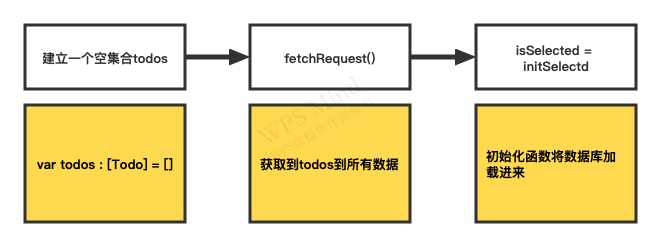 建立一个空集合todos
fetchRequest()
isSelected =
initSelectd
var todos : [Todo] = []
获取到todos到所有数据
初始化函数将数据库加
载进来
WPS Mind